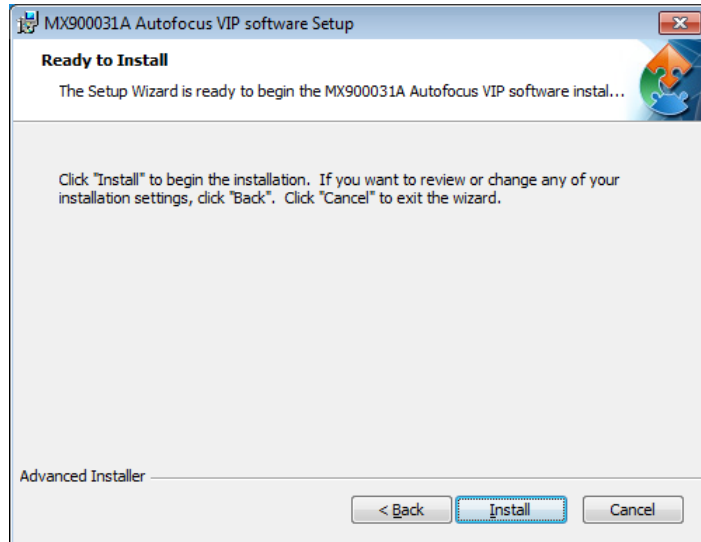 MX900031A Autofocus VIP software Setup
Ready to Install
The Setup Wizard is ready to begin the MX900031A Autofocus VIP software instal...
Click "Install" to begin the installation.  If you want to review or change any of your
installation settings, click "Back".  Click "Cancel" to exit the wizard.
Advanced Installer
< Back
Install
Cancel